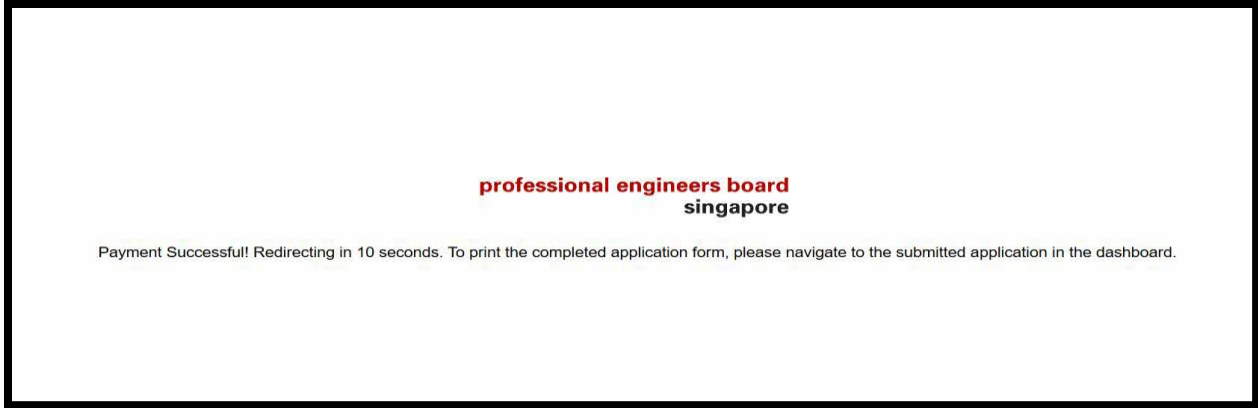 professional engineers board
singapore
Payment Successful! Redirecting in 10 seconds. To print the completed application form, please navigate to the submitted application in the dashboard.